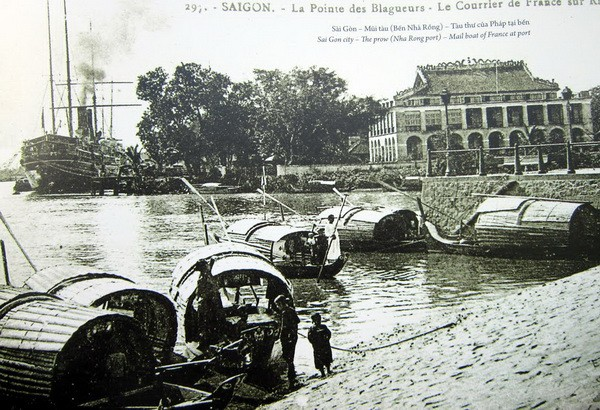 295. - SAIGON. - La Pointe des Blagueurs - Le Courrier de France sur
Sài Gòn – Mũi tàu (Bến Nhà Rồng) – Tàu thư của Pháp tại bến
Sai Gon city – The prow (Nha Rong port) – Mail boat of France at port